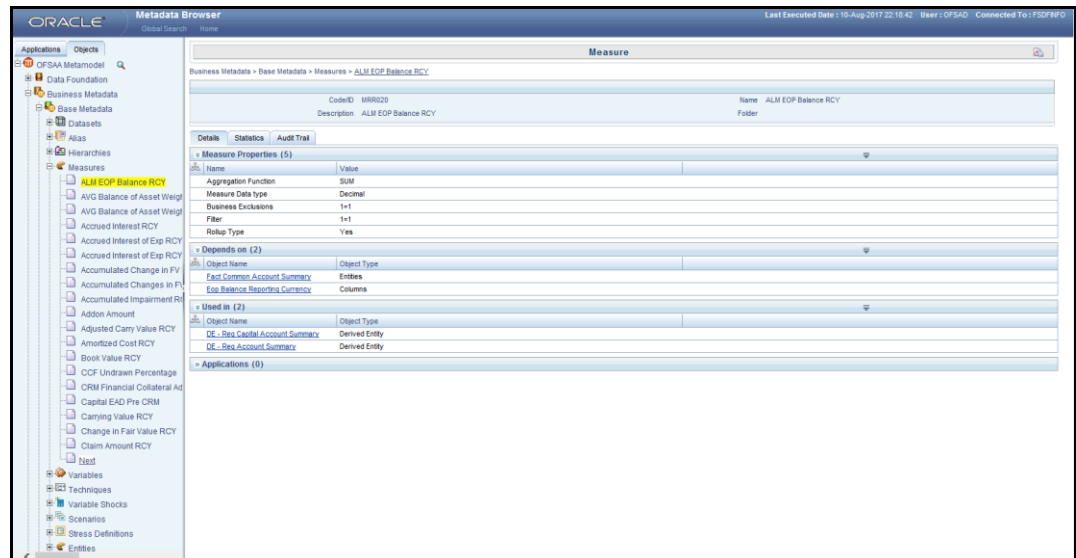 ORACLE Metadata Browser
Last Executed Date : 10-Aug-2017 22:18:42 User : OFSAD Connected To : FSDFINFO
Global Search Home
Applications Objects
OFSAA Metamodel
Data Foundation
Business Metadata
Base Metadata
Datasets
Alias
Hierarchies
Measures
ALM EOP Balance RCY
AVG Balance of Asset Weigh
AVG Balance of Asset Weigh
Accrued Interest RCY
Accrued Interest of Exp RCY
Accrued Interest of Exp RCY
Accumulated Change in FV
Accumulated Changes in FV
Accumulated Impairment
Addon Amount
Adjusted Carry Value RCY
Amortized Cost RCY
Book Value RCY
CCF Undrawn Percentage
CRM Financial Collateral Ad
Capital EAD Pre CRM
Carrying Value RCY
Change in Fair Value RCY
Claim Amount RCY
Next
Variables
Techniques
Variable Shocks
Scenarios
Stress Definitions
Entities
Measure
Business Metadata > Base Metadata > Measures > ALM EOP Balance RCY
Code/ID MRR020 Name ALM EOP Balance RCY
Description ALM EOP Balance RCY Folder
Details Statistics Audit Trail
Measure Properties (5)
Name Value
Aggregation Function SUM
Measure Data type Decimal
Business Exclusions 1=1
Filter 1=1
Rollup Type Yes
Depends on (2)
Object Name Object Type
Fact Common Account Summary Entities
Eop Balance Reporting Currency Columns
Used in (2)
Object Name Object Type
DE - Reg Capital Account Summary Derived Entity
DE - Reg Account Summary Derived Entity
Applications (0)